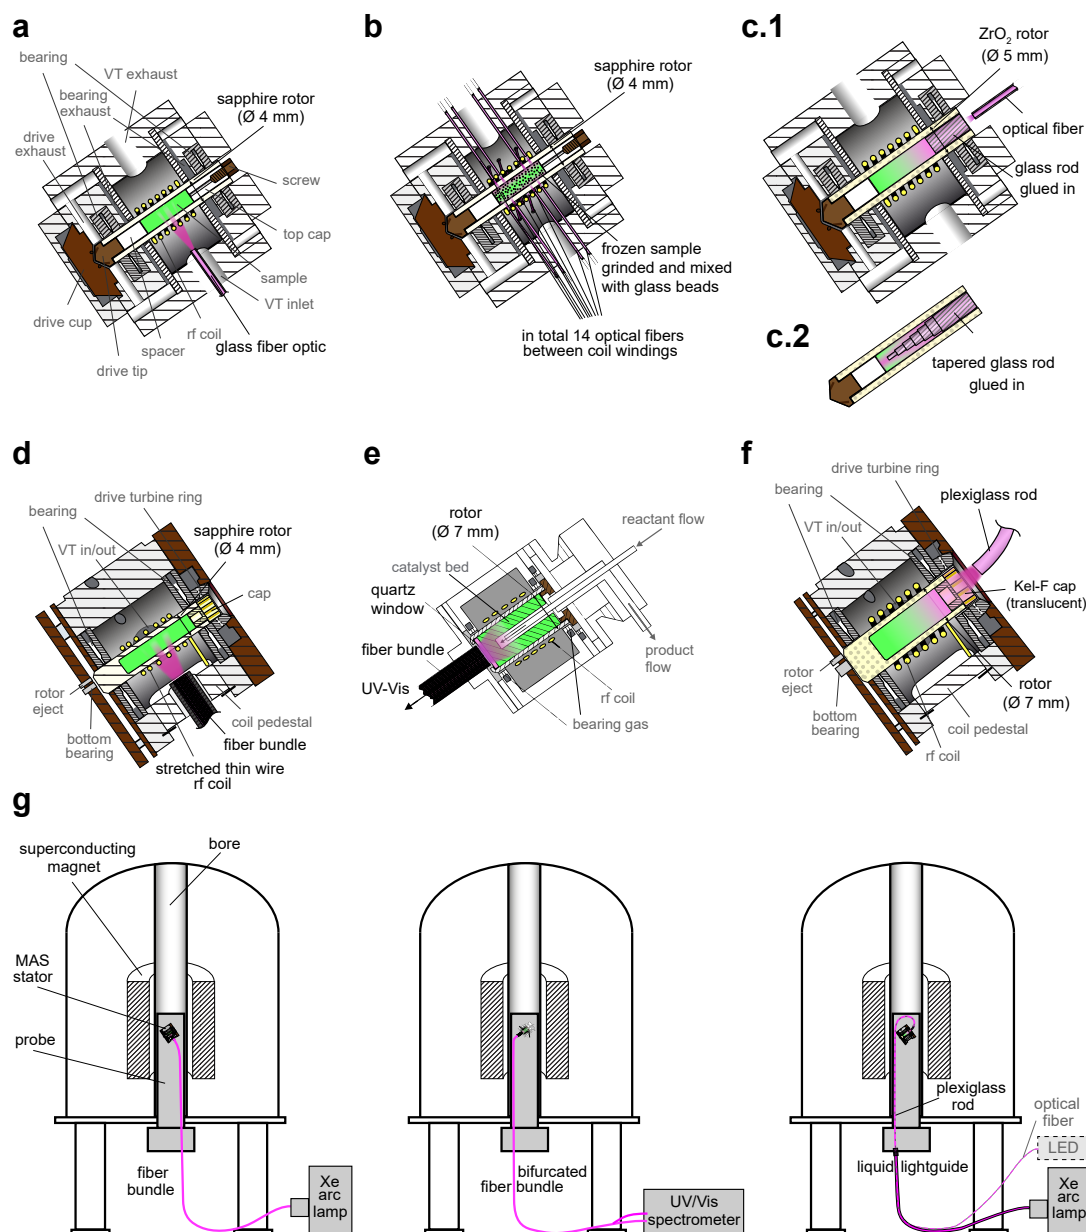 a
bearing
VT exhaust
bearing
exhaust
drive
exhaust
sapphire rotor
(Ø 4 mm)
screw
top cap
sample
VT inlet
rf coil
glass fiber optic
spacer
drive cup
drive tip
b
sapphire rotor
(Ø 4 mm)
frozen sample
grinded and mixed
with glass beads
in total 14 optical fibers
between coil windings
c.1
ZrO2 rotor
(Ø 5 mm)
optical fiber
glass rod
glued in
c.2
tapered glass rod
glued in
d
drive turbine ring
bearing
VT in/out
sapphire rotor
(Ø 4 mm)
cap
rotor
eject
bottom
bearing
coil pedestal
fiber bundle
stretched thin wire
rf coil
e
rotor
(Ø 7 mm)
reactant flow
catalyst bed
quartz
window
fiber bundle
UV-Vis
product
flow
rf coil
bearing gas
f
drive turbine ring
bearing
plexiglass rod
VT in/out
Kel-F cap
(translucent)
rotor
eject
bottom
bearing
rotor
(Ø 7 mm)
coil pedestal
rf coil
g
superconducting
magnet
bore
MAS
stator
probe
fiber
bundle
Xe
arc
lamp
bifurcated
fiber bundle
UV/Vis
spectrometer
plexiglass
rod
optical
fiber
liquid lightguide
LED
Xe
arc
lamp